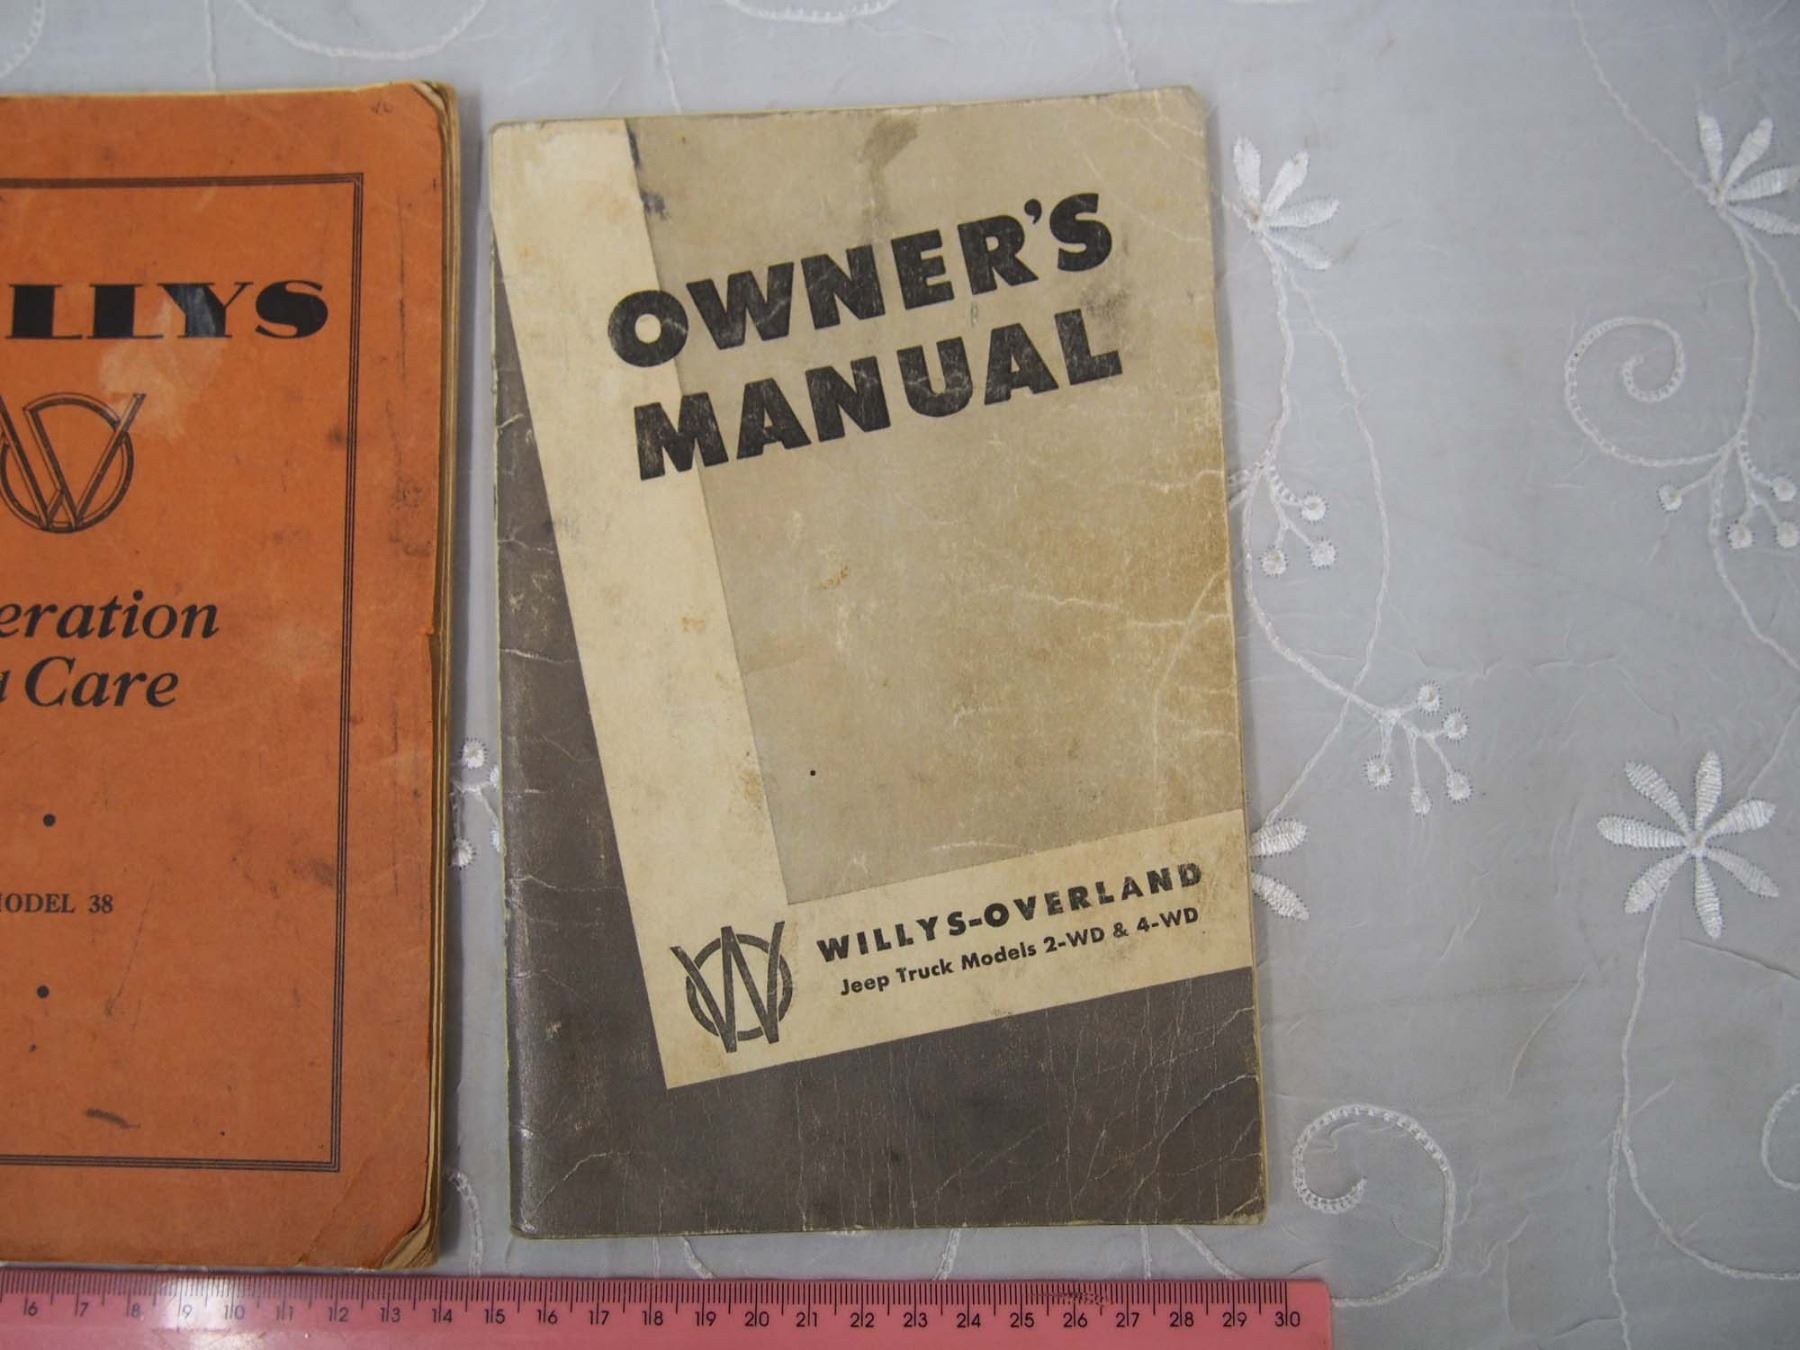 LLYS
eration
Care
ODEL 38
OWNER'S
MANUAL
WILLYS-OVERLAND
Jeep Truck Models 2-WD & 4-WD
6 7 8 9 10 11 12 13 14 15 16 17 18 19 20 21 22 23 24 25 26 27 28 29 30